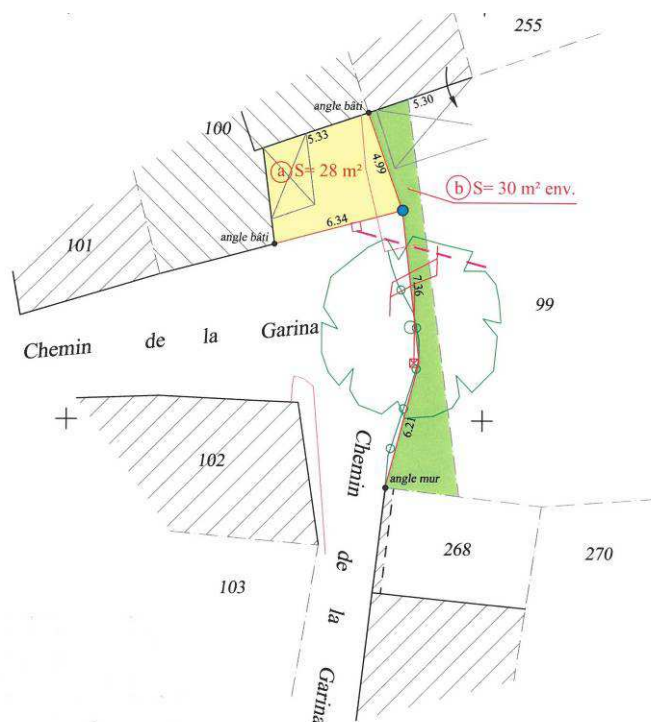 255
5.30
angle bâti
100
5.33
4.99
a S= 28 m²
b S= 30 m² env.
6.34
angle bâti
101
7.36
99
Chemin de la Garina
102
6.21
Chemin de la Garina
angle mur
268
270
103